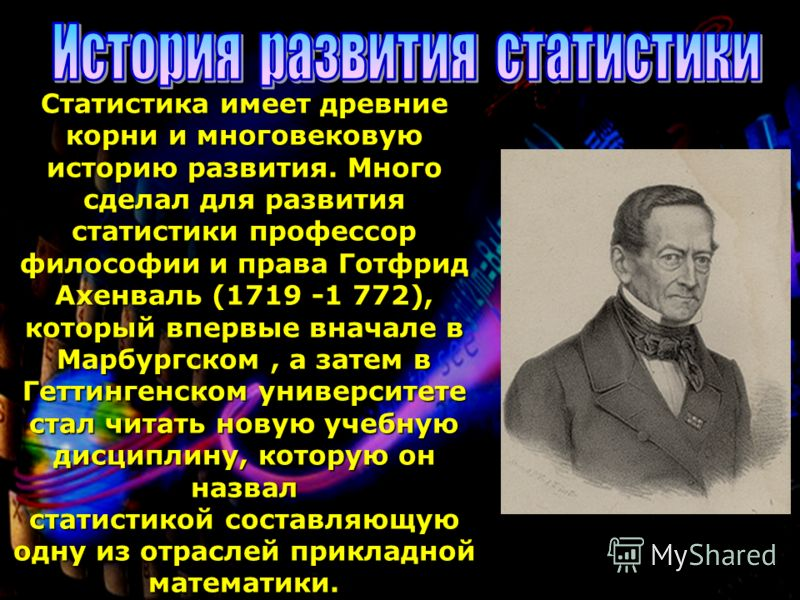 История развития статистики
Статистика имеет древние
корни и многовековую
историю развития. Много
сделал для развития
статистики профессор
философии и права Готфрид
Ахенваль (1719 -1 772),
который впервые вначале в
Марбургском , а затем в
Геттингенском университете
стал читать новую учебную
дисциплину, которую он
назвал
статистикой составляющую
одну из отраслей прикладной
математики.
MyShared